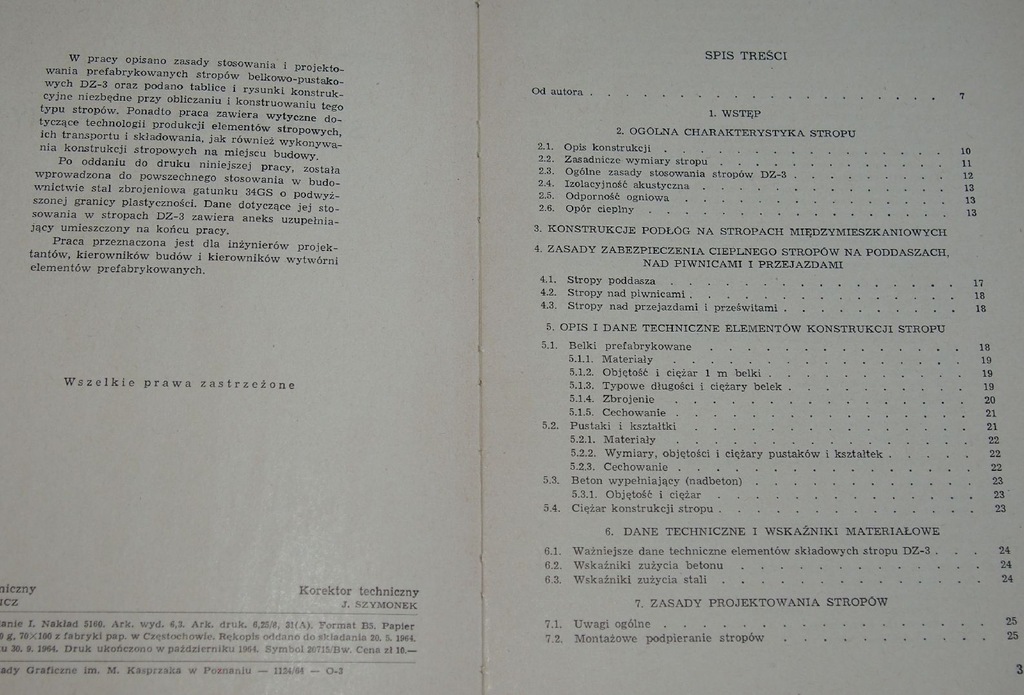 W pracy opisano zasady stosowania i projekto-
wania prefabrykowanych stropów belkowo-pustako-
wych DZ-3 oraz podano tablice i rysunki konstruk-
cyjne niezbędne przy obliczaniu i konstruowaniu tego
typu stropów. Ponadto praca zawiera wytyczne do-
tyczące technologii produkcji elementów stropowych,
ich transportu i składowania, jak również wykonywa-
nia konstrukcji stropowych na miejscu budowy.
Po oddaniu do druku niniejszej pracy, została
wprowadzona do powszechnego stosowania w budo-
wnictwie stal zbrojeniowa gatunku 34GS o podwyż-
szonej granicy plastyczności. Dane dotyczące jej sto-
sowania w stropach DZ-3 zawiera aneks uzupełnia-
jący umieszczony na końcu pracy.
Praca przeznaczona jest dla inżynierów projek-
tantów, kierowników budów i kierowników wytwórni
elementów prefabrykowanych.
Wszelkie prawa zastrzeżone
niczny Korektor techniczny
ICZ J. SZYMONEK
anie I. Nakład 5160. Ark. wyd. 6,3. Ark. druk. 6,25/8, 31(A). Format B5. Papier
g, 70×100 z fabryki pap. w Częstochowie. Rękopis oddano do składania 20. 5. 1964.
u 30. 9. 1964. Druk ukończono w październiku 1964. Symbol 20715/Bw. Cena zł 10.—
ady Graficzne im. M. Kasprzaka w Poznaniu — 1124/64 — O-3
SPIS TREŚCI
Od autora . . . . . . . . . . . . . . . . . 7
1. WSTĘP
2. OGÓLNA CHARAKTERYSTYKA STROPU
2.1. Opis konstrukcji . . . . . . . . . . . . . 10
2.2. Zasadnicze wymiary stropu . . . . . . . . . . 11
2.3. Ogólne zasady stosowania stropów DZ-3 . . . . . . . 12
2.4. Izolacyjność akustyczna . . . . . . . . . . . 13
2.5. Odporność ogniowa . . . . . . . . . . . . 13
2.6. Opór cieplny . . . . . . . . . . . . . . 13
3. KONSTRUKCJE PODŁÓG NA STROPACH MIĘDZYMIESZKANIOWYCH
4. ZASADY ZABEZPIECZENIA CIEPLNEGO STROPÓW NA PODDASZACH,
NAD PIWNICAMI I PRZEJAZDAMI
4.1. Stropy poddasza . . . . . . . . . . . . . 17
4.2. Stropy nad piwnicami . . . . . . . . . . . . 18
4.3. Stropy nad przejazdami i prześwitami . . . . . . . . 18
5. OPIS I DANE TECHNICZNE ELEMENTÓW KONSTRUKCJI STROPU
5.1. Belki prefabrykowane . . . . . . . . . . . . 18
5.1.1. Materiały . . . . . . . . . . . . . 19
5.1.2. Objętość i ciężar 1 m belki . . . . . . . . . 19
5.1.3. Typowe długości i ciężary belek . . . . . . . . 19
5.1.4. Zbrojenie . . . . . . . . . . . . . 20
5.1.5. Cechowanie . . . . . . . . . . . . . 21
5.2. Pustaki i kształtki . . . . . . . . . . . . . 21
5.2.1. Materiały . . . . . . . . . . . . . 22
5.2.2. Wymiary, objętości i ciężary pustaków i kształtek . . . . 22
5.2.3. Cechowanie . . . . . . . . . . . . . 22
5.3. Beton wypełniający (nadbeton) . . . . . . . . . . 23
5.3.1. Objętość i ciężar . . . . . . . . . . . 23
5.4. Ciężar konstrukcji stropu . . . . . . . . . . . 23
6. DANE TECHNICZNE I WSKAŹNIKI MATERIAŁOWE
6.1. Ważniejsze dane techniczne elementów składowych stropu DZ-3 . . . 24
6.2. Wskaźniki zużycia betonu . . . . . . . . . . . 24
6.3. Wskaźniki zużycia stali . . . . . . . . . . . 24
7. ZASADY PROJEKTOWANIA STROPÓW
7.1. Uwagi ogólne . . . . . . . . . . . . . . 25
7.2. Montażowe podpieranie stropów . . . . . . . . . 25
3